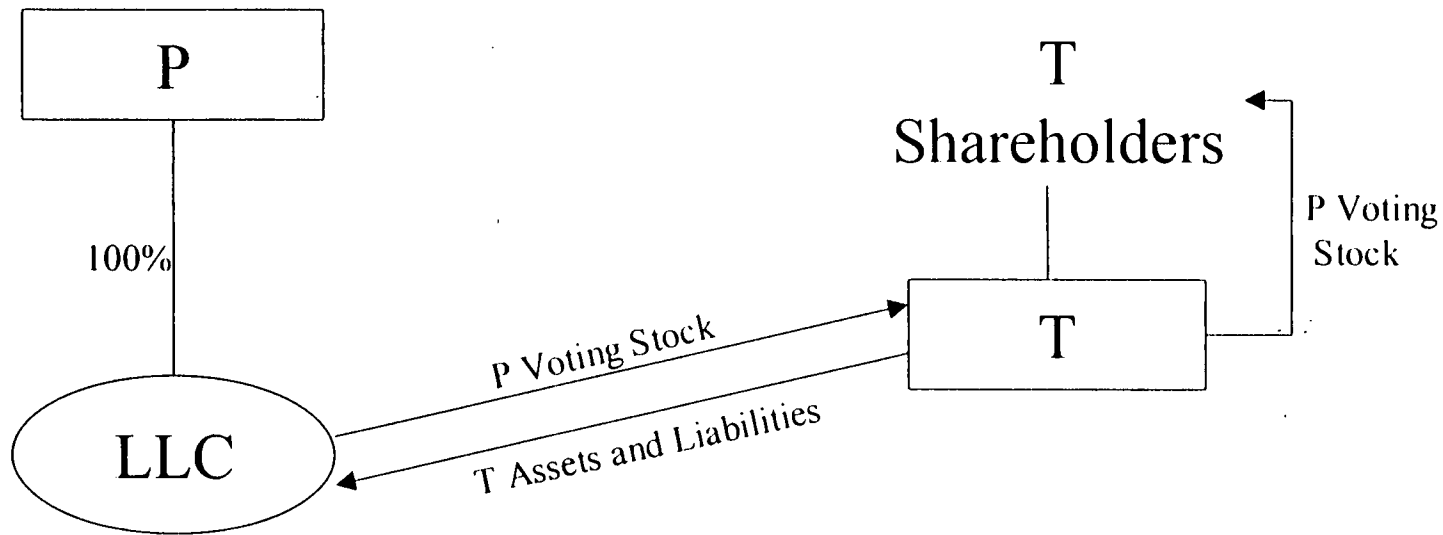 P
T
Shareholders
P Voting
Stock
100%
T
P Voting Stock
T Assets and Liabilities
LLC